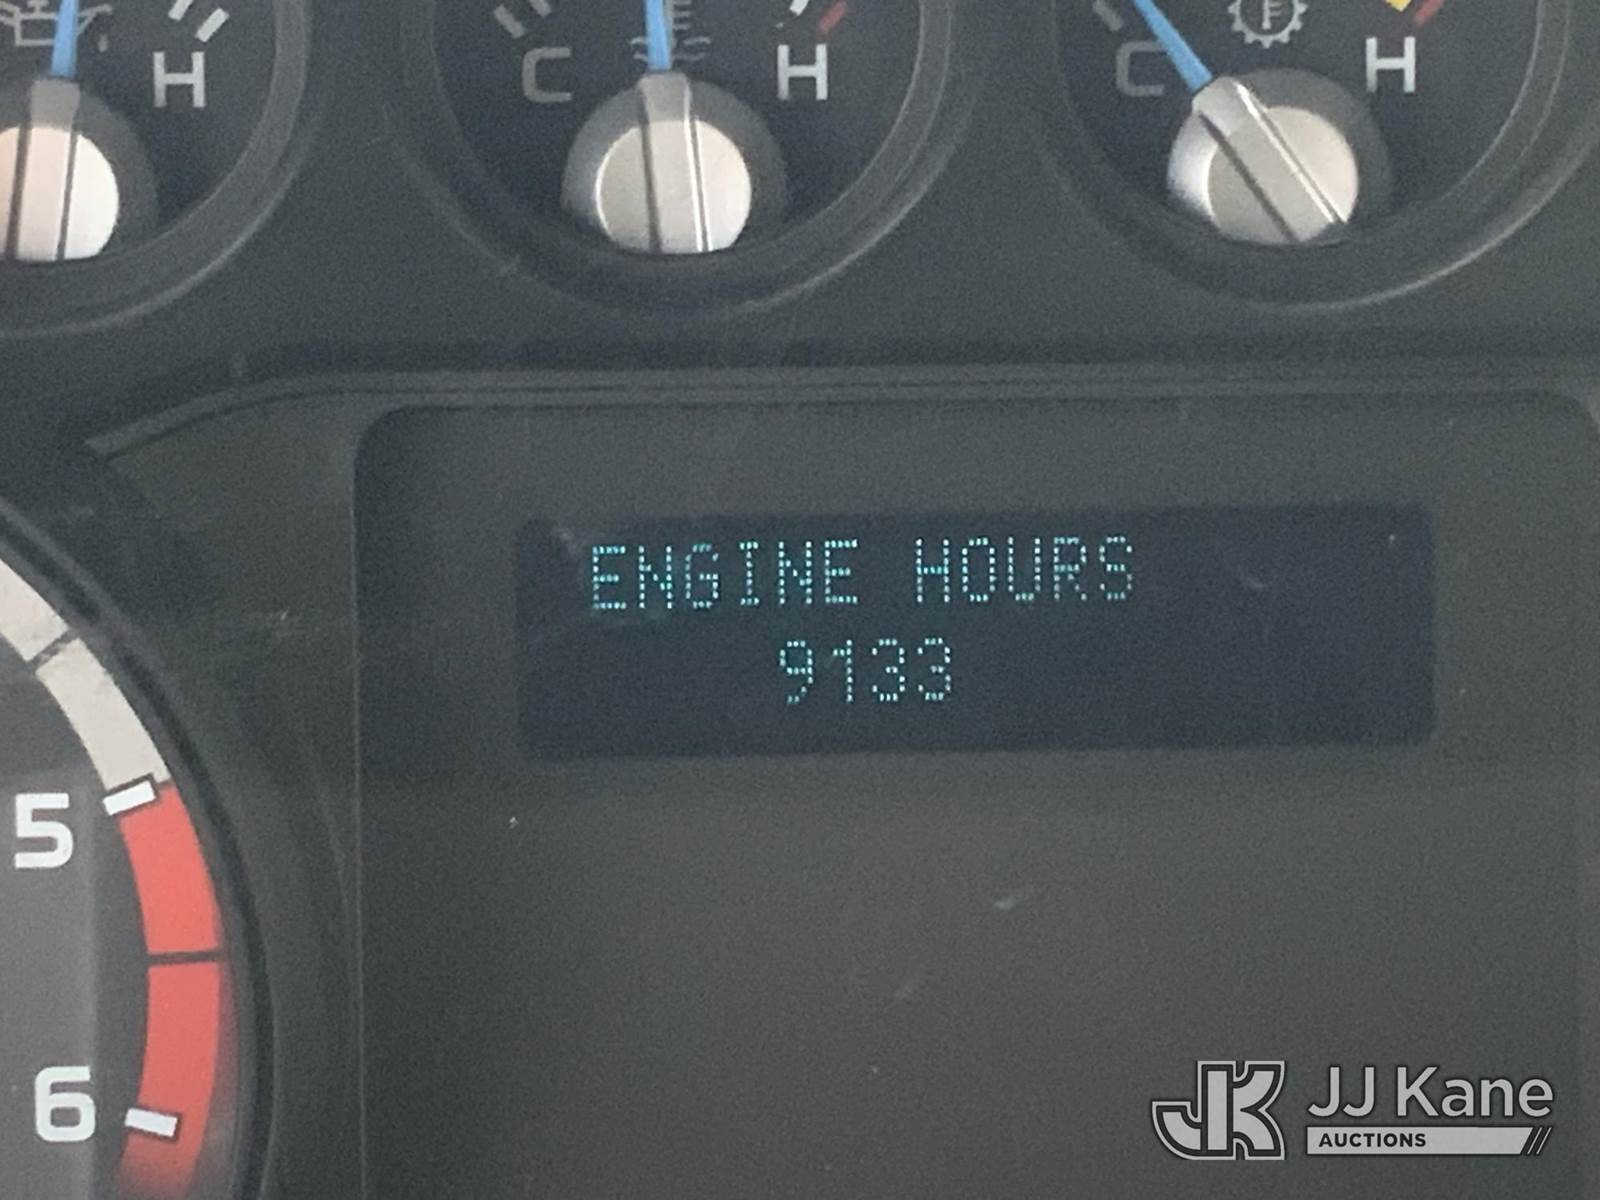 H
C
H
C
F
H
ENGINE HOURS
9133
5
6
JK
JJ Kane
AUCTIONS